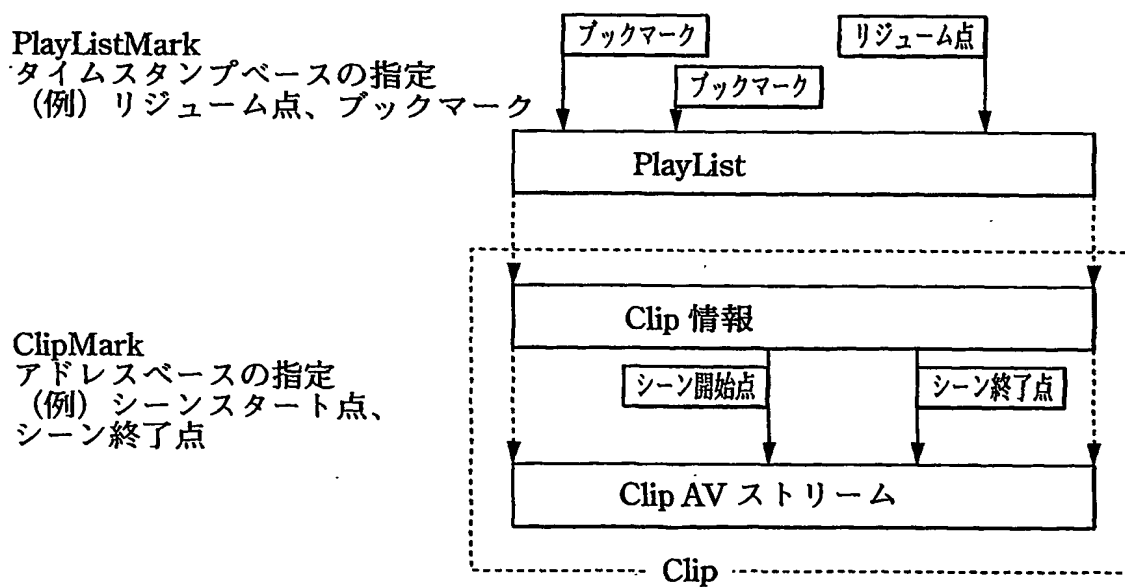 PlayListMark
タイムスタンプベースの指定
(例) リジューム点、ブックマーク
ブックマーク
ブックマーク
リジューム点
PlayList
Clip 情報
ClipMark
アドレスベースの指定
(例) シーンスタート点、
シーン終了点
シーン開始点
シーン終了点
Clip AV ストリーム
Clip